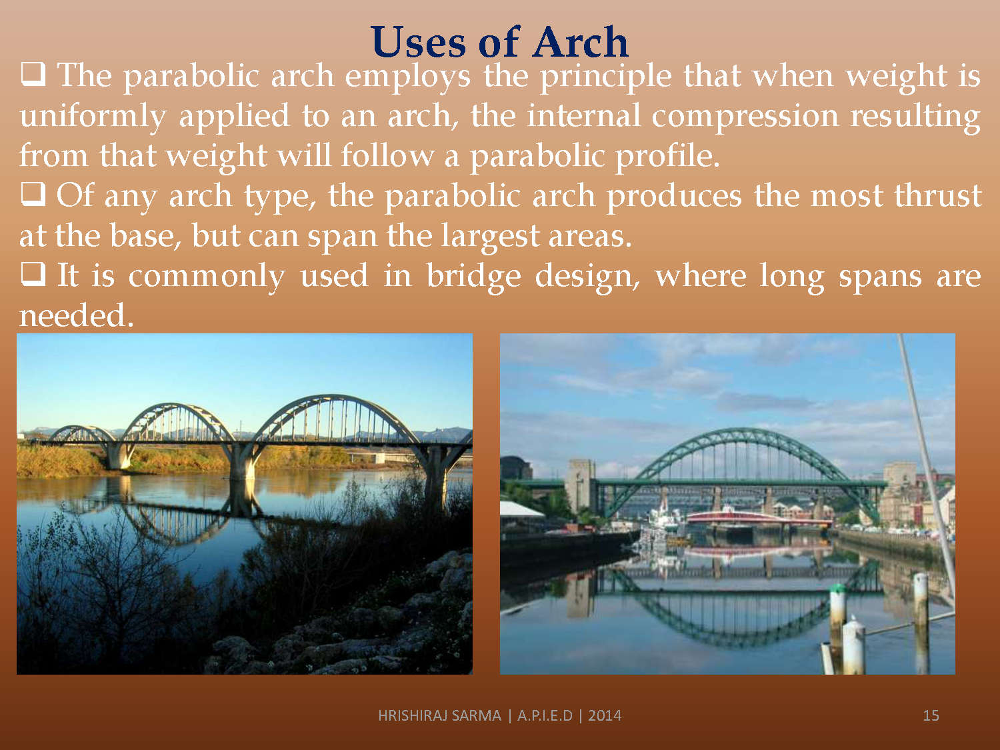 Uses of Arch
❑ The parabolic arch employs the principle that when weight is
uniformly applied to an arch, the internal compression resulting
from that weight will follow a parabolic profile.
❑ Of any arch type, the parabolic arch produces the most thrust
at the base, but can span the largest areas.
❑ It is commonly used in bridge design, where long spans are
needed.
HRISHIRAJ SARMA | A.P.I.E.D | 2014
15